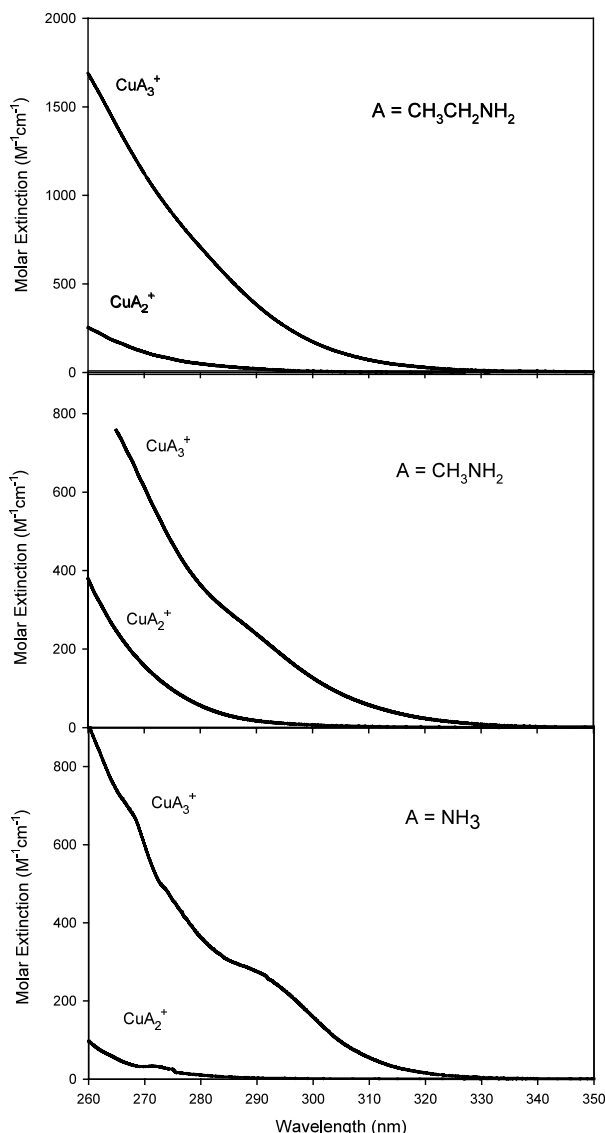 2000
1500
1000
500
0
Molar Extinction (M⁻¹cm⁻¹)
CuA₃⁺
A = CH₃CH₂NH₂
CuA₂⁺
800
600
400
200
0
Molar Extinction (M⁻¹cm⁻¹)
CuA₃⁺
A = CH₃NH₂
CuA₂⁺
800
600
400
200
0
Molar Extinction (M⁻¹cm⁻¹)
CuA₃⁺
A = NH₃
CuA₂⁺
260 270 280 290 300 310 320 330 340 350
Wavelength (nm)